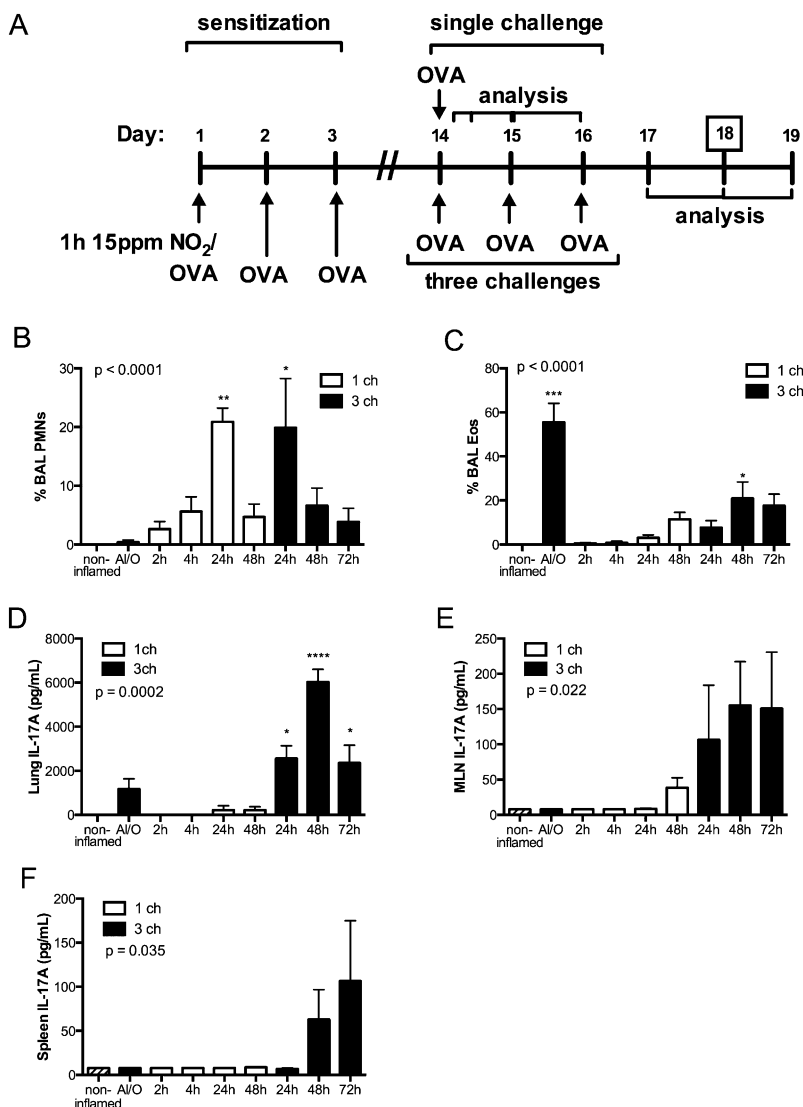 A
sensitization
single challenge
OVA
analysis
Day: 1 2 3 14 15 16 17 18 19
analysis
1h 15ppm NO2/
OVA OVA OVA
OVA OVA OVA
three challenges
B
p < 0.0001
1 ch
3 ch
** *
% BAL PMNs
30
20
10
0
non-inflamed Al/O 2h 4h 24h 48h 24h 48h 72h
C
p < 0.0001
1 ch
3 ch
*** *
% BAL Eos
80
60
40
20
0
non-inflamed Al/O 2h 4h 24h 48h 24h 48h 72h
D
1ch
3ch
p = 0.0002
* **** *
Lung IL-17A (pg/mL)
8000
6000
4000
2000
0
non-inflamed Al/O 2h 4h 24h 48h 24h 48h 72h
E
1 ch
3 ch
p = 0.022
MLN IL-17A (pg/mL)
250
200
150
100
50
0
non-inflamed Al/O 2h 4h 24h 48h 24h 48h 72h
F
1 ch
3 ch
p = 0.035
Spleen IL-17A (pg/mL)
200
150
100
50
0
non-inflamed Al/O 2h 4h 24h 48h 24h 48h 72h